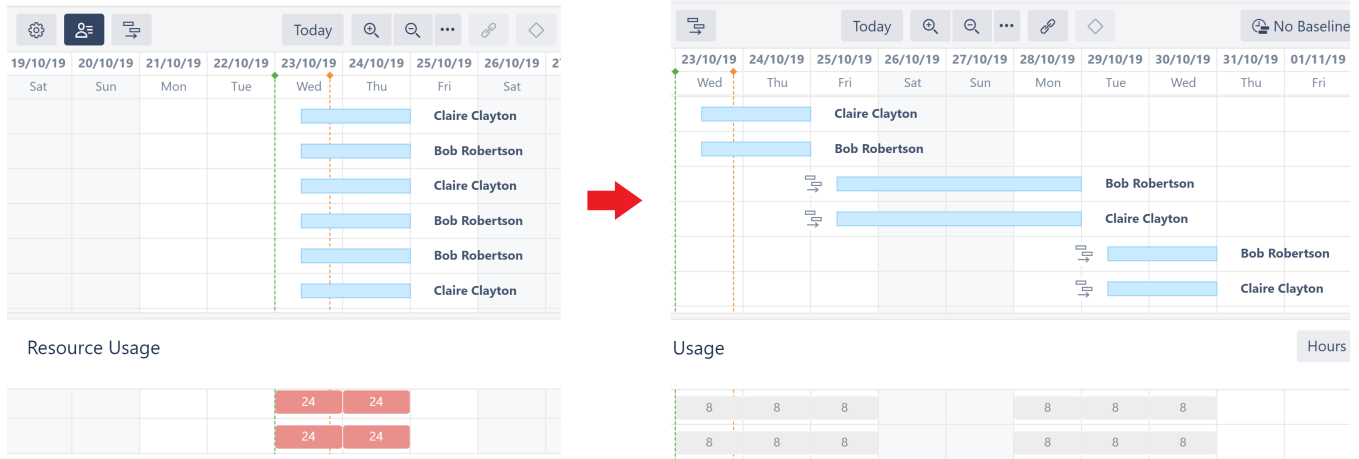 Today
19/10/19 20/10/19 21/10/19 22/10/19 23/10/19 24/10/19 25/10/19 26/10/19
Sat Sun Mon Tue Wed Thu Fri Sat
Claire Clayton
Bob Robertson
Claire Clayton
Bob Robertson
Bob Robertson
Claire Clayton
Resource Usage
24 24
24 24
Today No Baseline
23/10/19 24/10/19 25/10/19 26/10/19 27/10/19 28/10/19 29/10/19 30/10/19 31/10/19 01/11/19
Wed Thu Fri Sat Sun Mon Tue Wed Thu Fri
Claire Clayton
Bob Robertson
Bob Robertson
Claire Clayton
Bob Robertson
Claire Clayton
Usage Hours
8 8 8 8 8 8
8 8 8 8 8 8